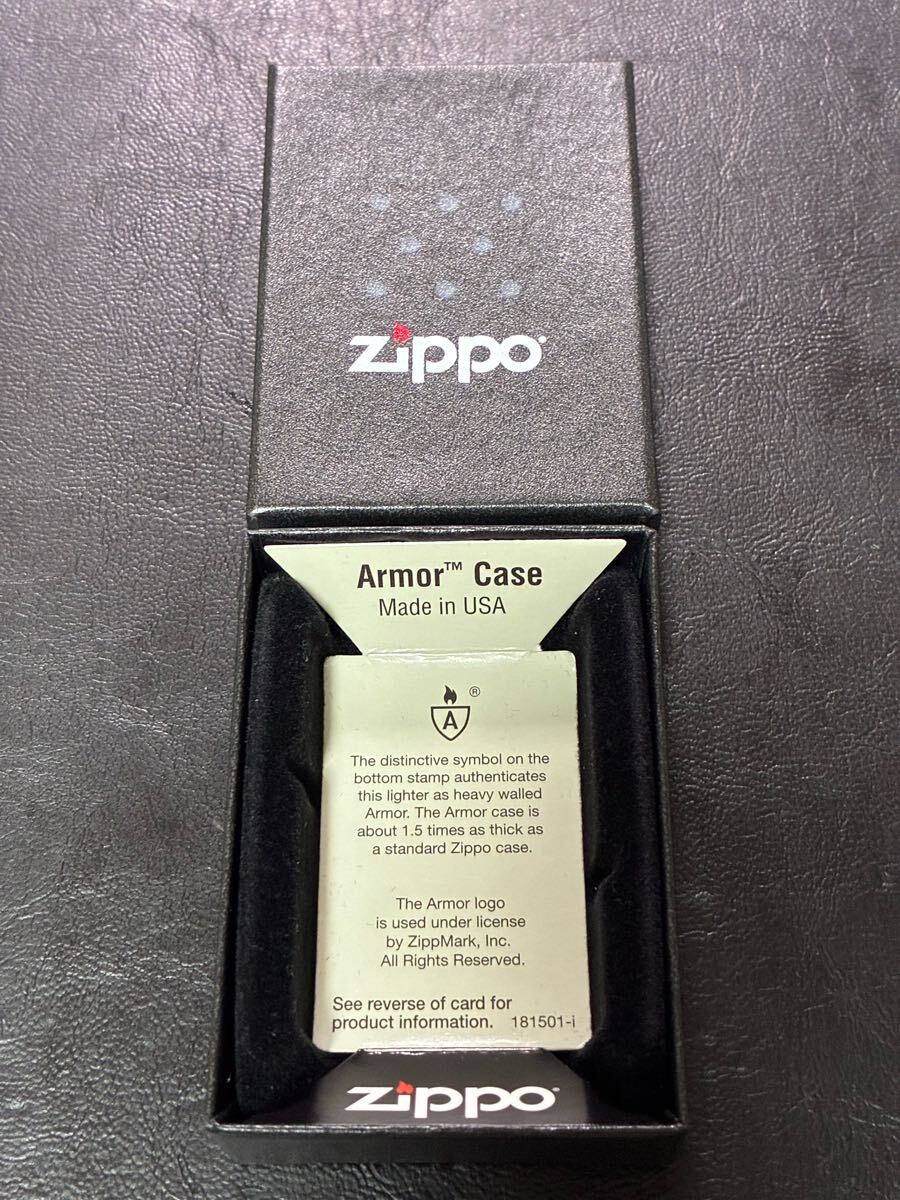 zippo
Armor™ Case
Made in USA
A ®
The distinctive symbol on the
bottom stamp authenticates
this lighter as heavy walled
Armor. The Armor case is
about 1.5 times as thick as
a standard Zippo case.
The Armor logo
is used under license
by ZippMark, Inc.
All Rights Reserved.
See reverse of card for
product information. 181501-i
zippo